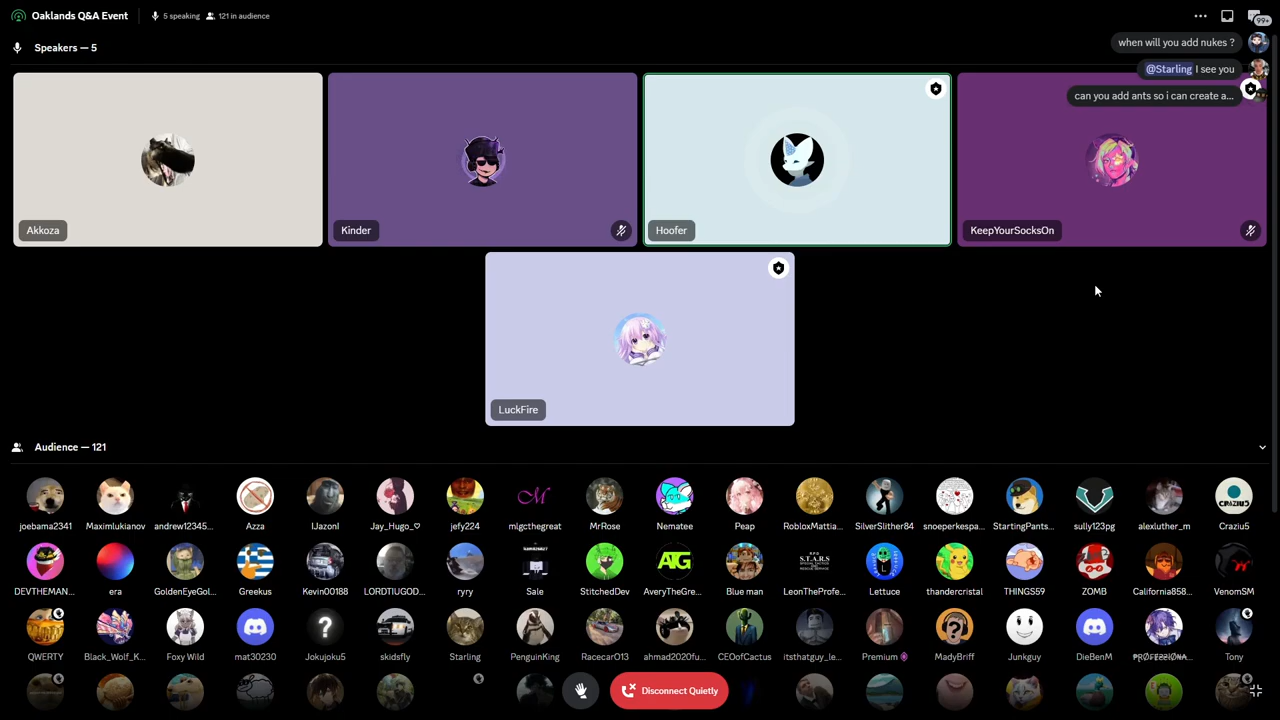 Oaklands Q&A Event
5 speaking
121 in audience
99+
Speakers — 5
when will you add nukes ?
@Starling I see you
can you add ants so i can create a...
Akkoza
Kinder
Hoofer
KeepYourSocksOn
LuckFire
Audience — 121
joebama2341 Maximlukianov andrew12345... Azza IJazonI Jay_Hugo_♡ jefy224 mlgcthegreat MrRose Nematee Peap RobloxMattia... SilverSlither84 snoeperkespa... StartingPants... sully123pg alexluther_m Craziu5
DEVTHEMAN... era GoldenEyeGol... Greekus Kevin00188 LORDTIUGOD... ryry Sale StitchedDev AveryTheGre... Blue man LeonTheProfe... Lettuce thandercristal THINGS59 ZOMB California858... VenomSM
QWERTY Black_Wolf_K... Foxy Wild mat30230 Jokujoku5 skidsfly Starling PenguinKing RacecarO13 ahmad2020fu... CEOofCactus itsthatguy_le... Premium MadyBriff Junkguy DieBenM Tony
Disconnect Quietly